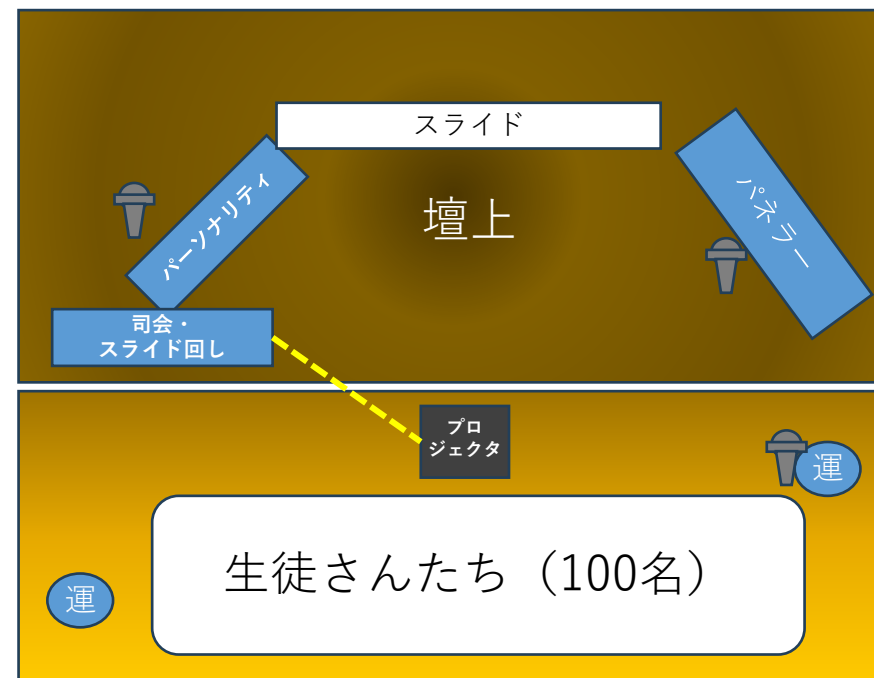 スライド
パーソナリティ
壇上
パネラー
司会・
スライド回し
プロ
ジェクタ
運
生徒さんたち（100名）
運